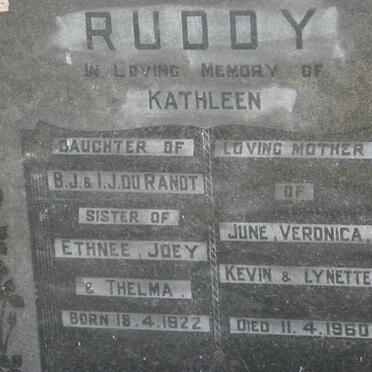 RUDDY
IN LOVING MEMORY OF
KATHLEEN
DAUGHTER OF
B.J. & I.J. DU RANDT
SISTER OF
ETHNEE, JOEY
& THELMA.
BORN 18.4.1922
LOVING MOTHER
OF
JUNE, VERONICA,
KEVIN & LYNETTE
DIED 11.4.1960